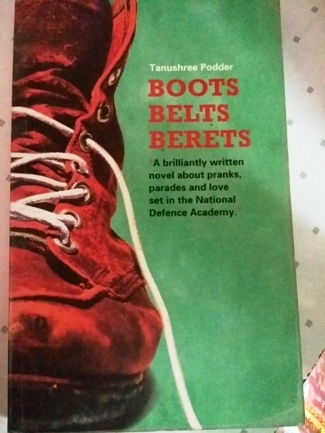 Tanushree Podder
BOOTS
BELTS
BERETS
'A brilliantly written
novel about pranks,
parades and love
set in the National
Defence Academy.'